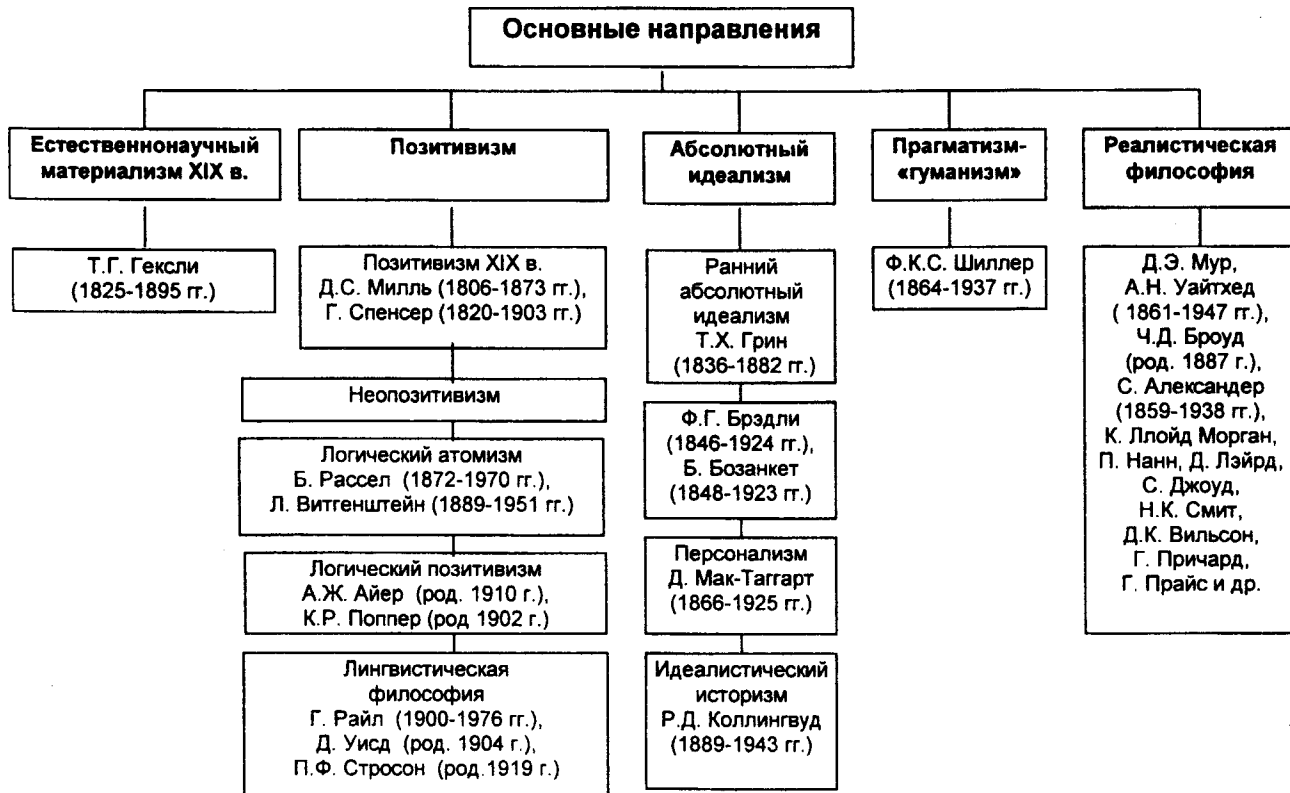 Основные направления
Естественнонаучный
материализм XIX в.
Т.Г. Гексли
(1825-1895 гг.)
Позитивизм
Позитивизм XIX в.
Д.С. Милль (1806-1873 гг.),
Г. Спенсер (1820-1903 гг.)
Неопозитивизм
Логический атомизм
Б. Рассел (1872-1970 гг.),
Л. Витгенштейн (1889-1951 гг.)
Логический позитивизм
А.Ж. Айер (род. 1910 г.),
К.Р. Поппер (род 1902 г.)
Лингвистическая
философия
Г. Райл (1900-1976 гг.),
Д. Уисд (род. 1904 г.),
П.Ф. Стросон (род.1919 г.)
Абсолютный
идеализм
Ранний
абсолютный
идеализм
Т.Х. Грин
(1836-1882 гг.)
Ф.Г. Брэдли
(1846-1924 гг.),
Б. Бозанкет
(1848-1923 гг.)
Персонализм
Д. Мак-Таггарт
(1866-1925 гг.)
Идеалистический
историзм
Р.Д. Коллингвуд
(1889-1943 гг.)
Прагматизм-
«гуманизм»
Ф.К.С. Шиллер
(1864-1937 гг.)
Реалистическая
философия
Д.Э. Мур,
А.Н. Уайтхед
( 1861-1947 гг.),
Ч.Д. Броуд
(род. 1887 г.),
С. Александер
(1859-1938 гг.),
К. Ллойд Морган,
П. Нанн, Д. Лэйрд,
С. Джоуд,
Н.К. Смит,
Д.К. Вильсон,
Г. Причард,
Г. Прайс и др.